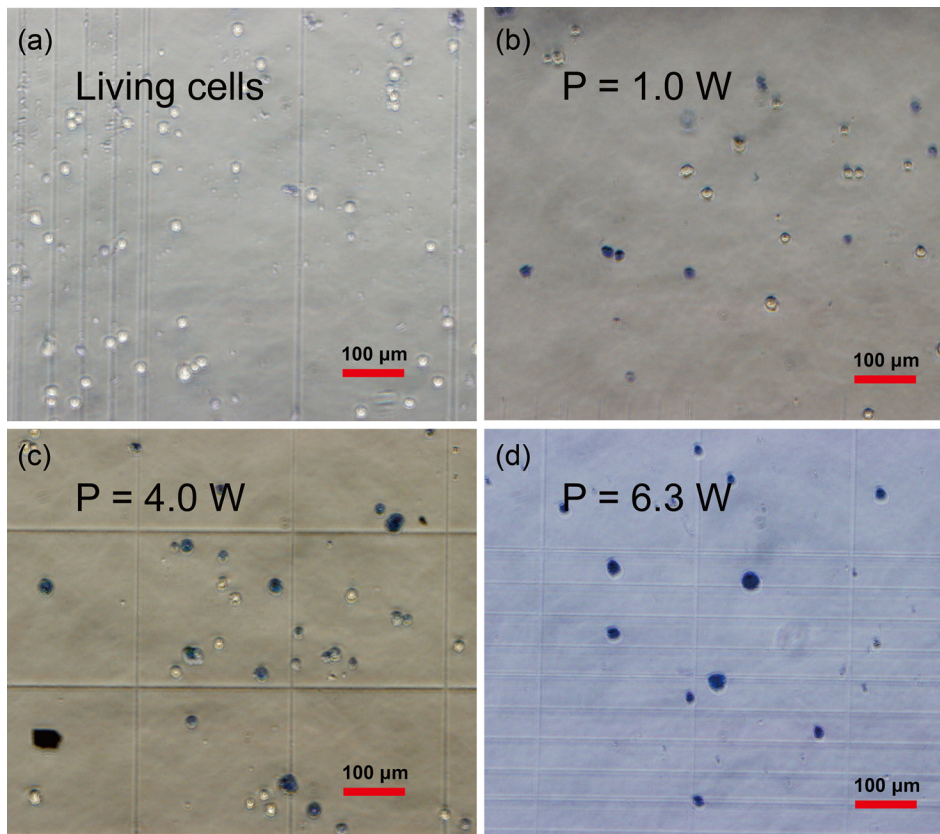 (a)
Living cells
100 µm
(b)
P = 1.0 W
100 µm
(c)
P = 4.0 W
100 µm
(d)
P = 6.3 W
100 µm